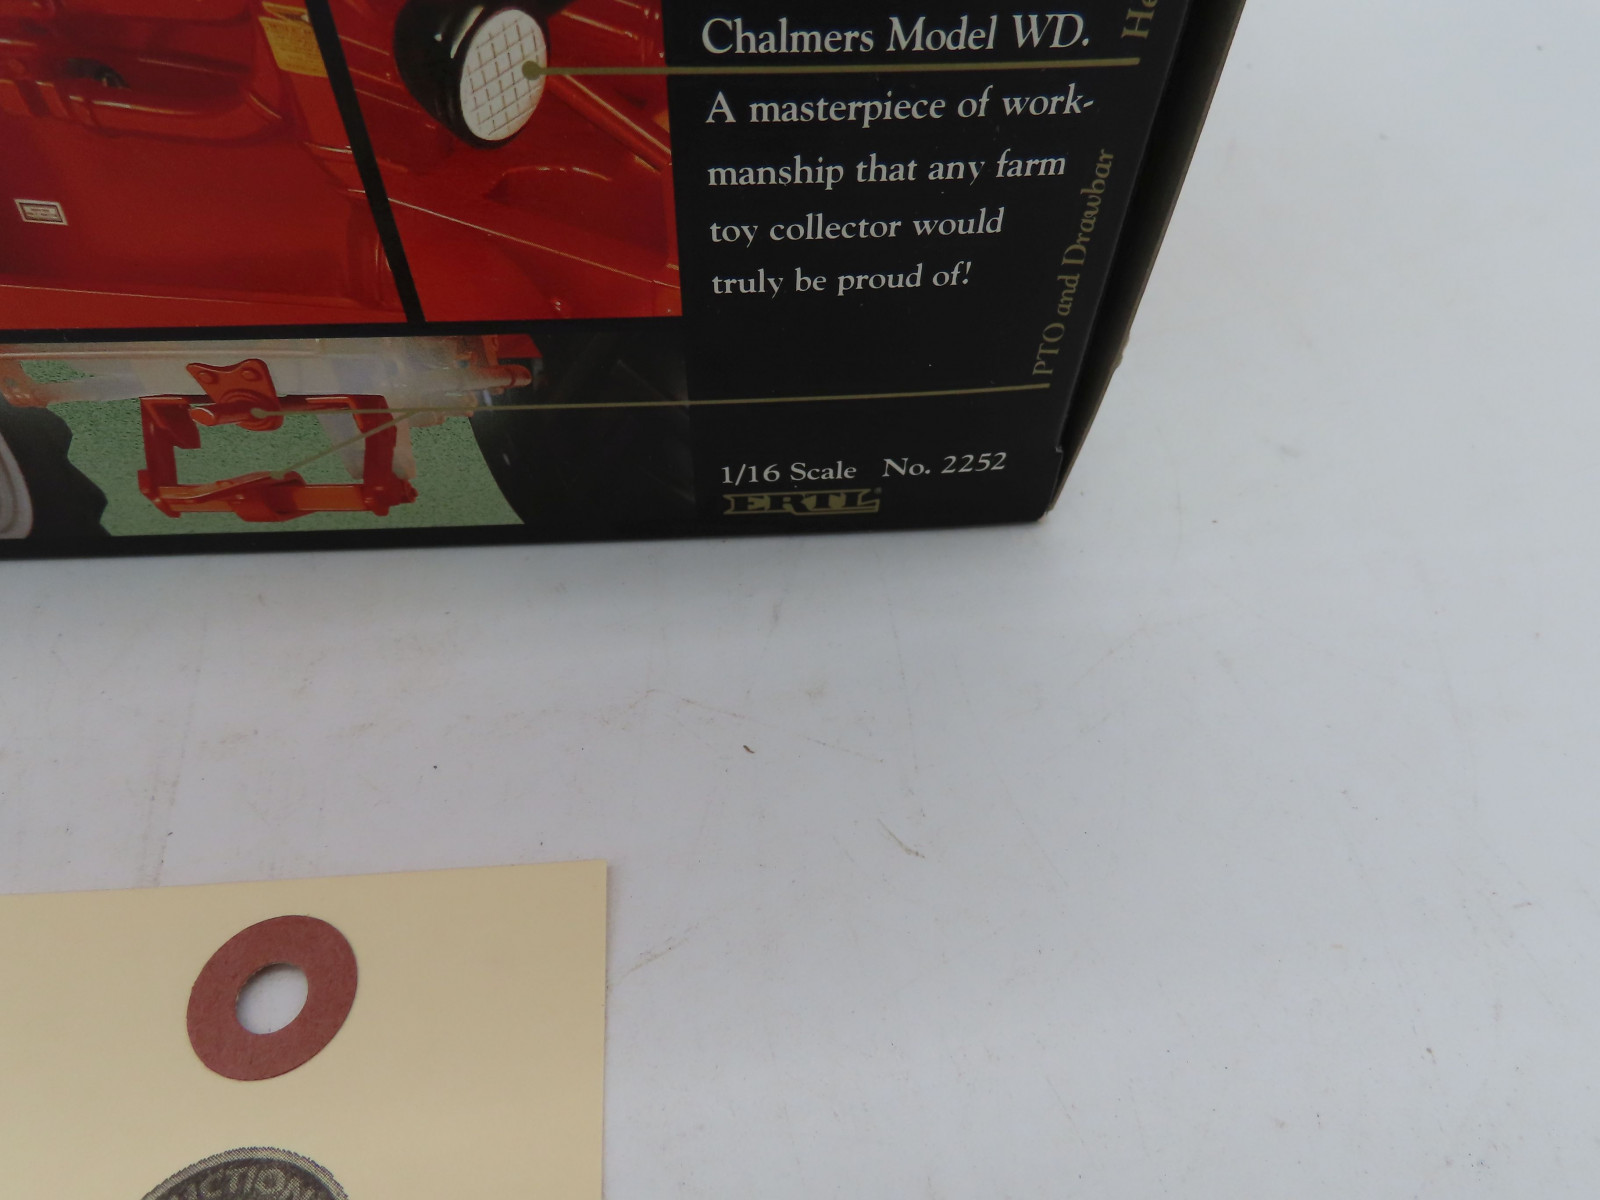 Chalmers Model WD.
A masterpiece of work-
manship that any farm
toy collector would
truly be proud of!
PTO and Drawbar
1/16 Scale No. 2252
ERTL